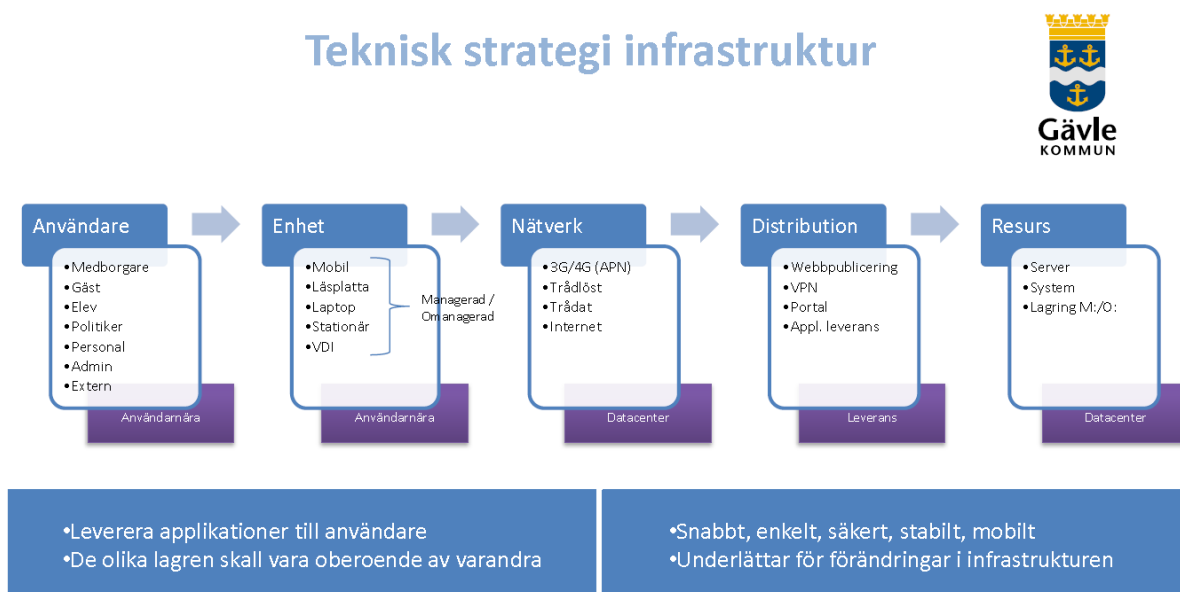 Teknisk strategi infrastruktur
Gävle
KOMMUN
Användare
•Medborgare
•Gäst
•Elev
•Politiker
•Personal
•Admin
•Extern
Användarnära
Enhet
•Mobil
•Läsplatta
•Laptop
•Stationär
•VDI
Managerad /
Omanagerad
Användarnära
Nätverk
•3G/4G (APN)
•Trådlöst
•Trådat
•Internet
Datacenter
Distribution
•Webbpublicering
•VPN
•Portal
•Appl. leverans
Leverans
Resurs
•Server
•System
•Lagring M:/O:
Datacenter
•Leverera applikationer till användare
•De olika lagren skall vara oberoende av varandra
•Snabbt, enkelt, säkert, stabilt, mobilt
•Underlättar för förändringar i infrastrukturen